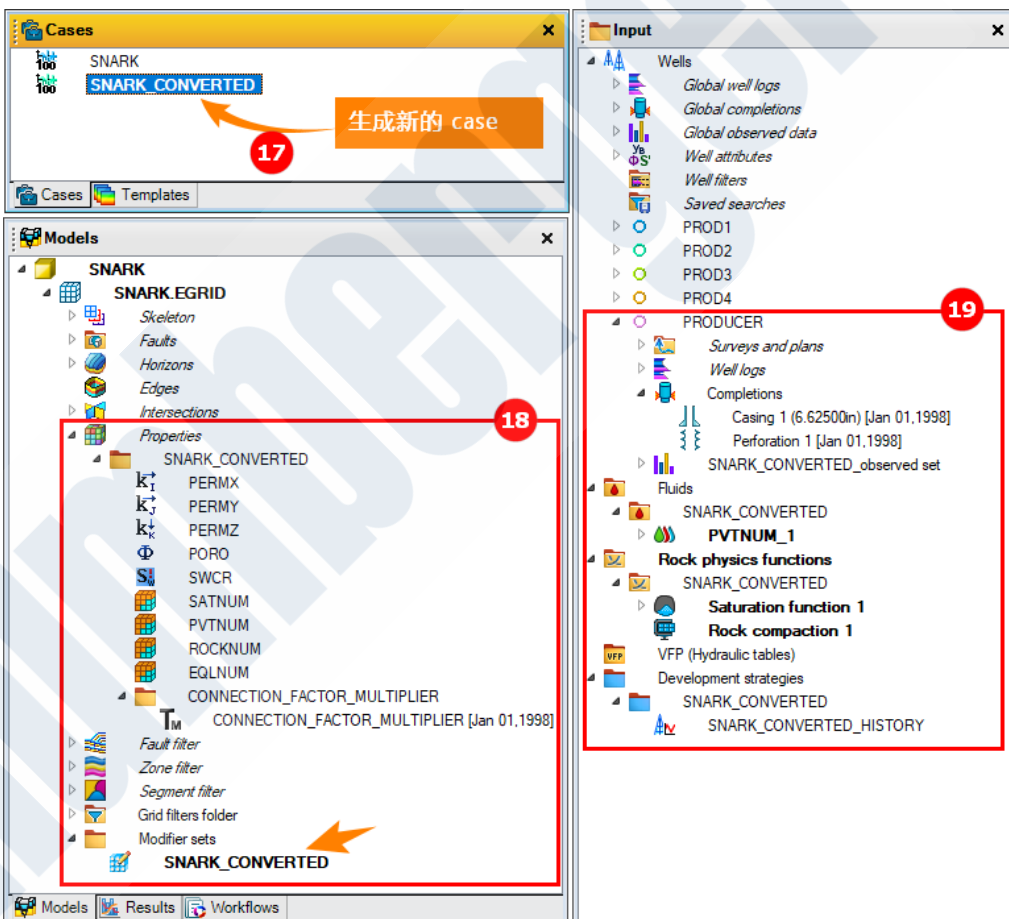 Cases
SNARK
SNARK_CONVERTED
生成新的 case
17
Cases
Templates
Models
SNARK
SNARK.EGRID
Skeleton
Faults
Horizons
Edges
Intersections
18
Properties
SNARK_CONVERTED
PERMX
PERMY
PERMZ
PORO
SWCR
SATNUM
PVTNUM
ROCKNUM
EQLNUM
CONNECTION_FACTOR_MULTIPLIER
CONNECTION_FACTOR_MULTIPLIER [Jan 01,1998]
Fault filter
Zone filter
Segment filter
Grid filters folder
Modifier sets
SNARK_CONVERTED
Models
Results
Workflows
Input
Wells
Global well logs
Global completions
Global observed data
Well attributes
Well filters
Saved searches
PROD1
PROD2
PROD3
PROD4
19
PRODUCER
Surveys and plans
Well logs
Completions
Casing 1 (6.62500in) [Jan 01,1998]
Perforation 1 [Jan 01,1998]
SNARK_CONVERTED_observed set
Fluids
SNARK_CONVERTED
PVTNUM_1
Rock physics functions
SNARK_CONVERTED
Saturation function 1
Rock compaction 1
VFP (Hydraulic tables)
Development strategies
SNARK_CONVERTED
SNARK_CONVERTED_HISTORY